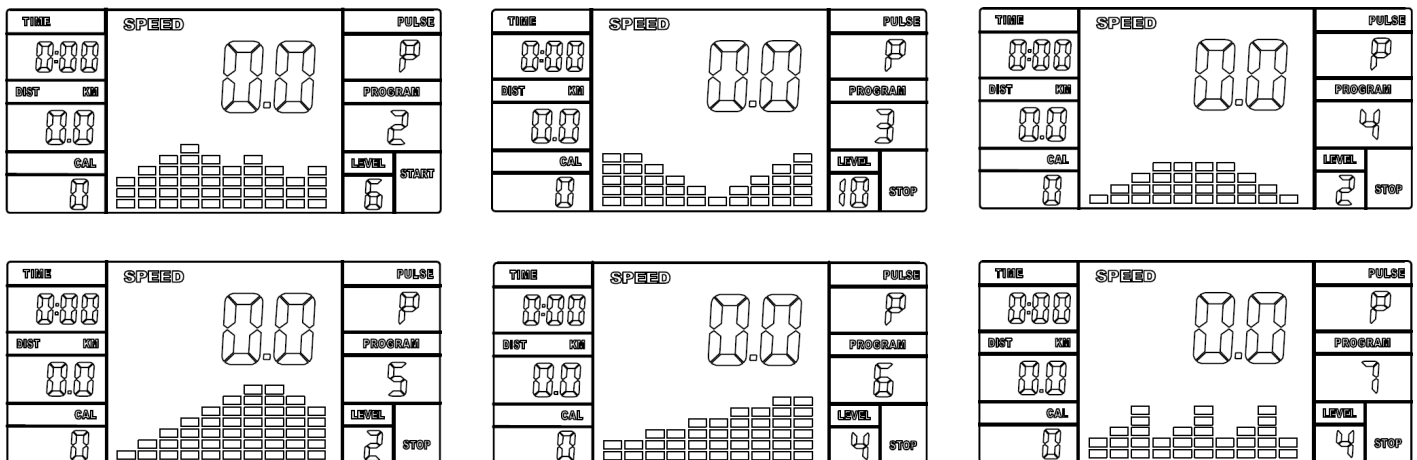 TIME SPEED PULSE
0:00 0.0 P
DIST KM PROGRAM
0.0 2
CAL LEVEL START
0 6
TIME SPEED PULSE
0:00 0.0 P
DIST KM PROGRAM
0.0 3
CAL LEVEL STOP
0 10
TIME SPEED PULSE
0:00 0.0 P
DIST KM PROGRAM
0.0 4
CAL LEVEL STOP
0 2
TIME SPEED PULSE
0:00 0.0 P
DIST KM PROGRAM
0.0 5
CAL LEVEL STOP
0 2
TIME SPEED PULSE
0:00 0.0 P
DIST KM PROGRAM
0.0 6
CAL LEVEL STOP
0 4
TIME SPEED PULSE
0:00 0.0 P
DIST KM PROGRAM
0.0 7
CAL LEVEL STOP
0 4